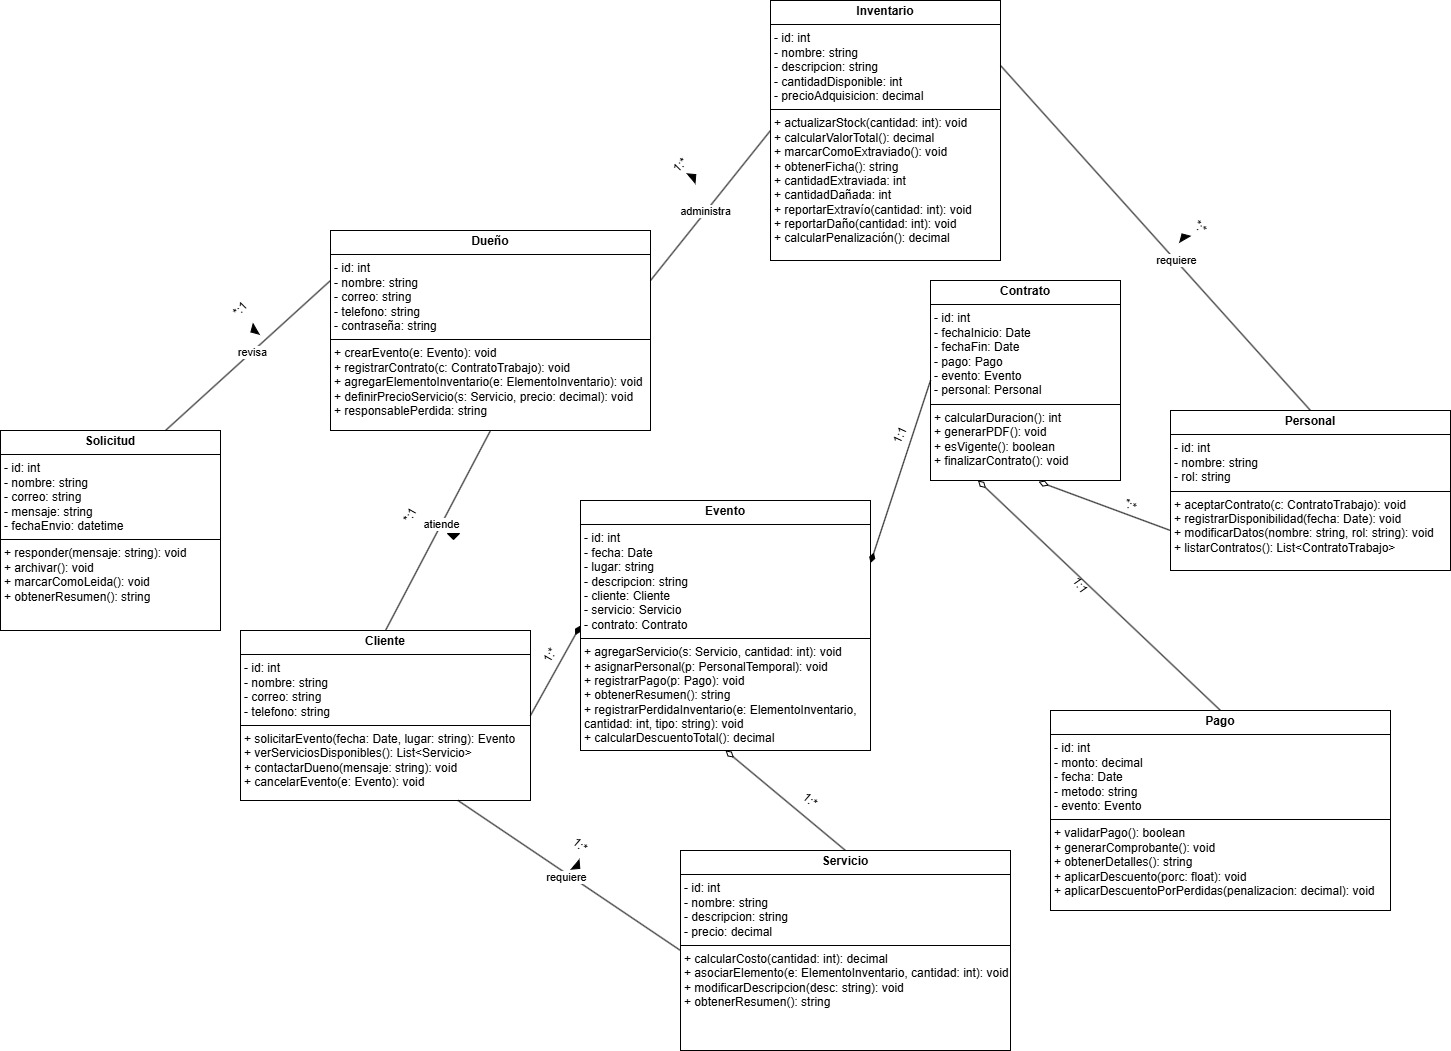 Inventario
- id: int
- nombre: string
- descripcion: string
- cantidadDisponible: int
- precioAdquisicion: decimal
+ actualizarStock(cantidad: int): void
+ calcularValorTotal(): decimal
+ marcarComoExtraviado(): void
+ obtenerFicha(): string
+ cantidadExtraviada: int
+ cantidadDañada: int
+ reportarExtravío(cantidad: int): void
+ reportarDaño(cantidad: int): void
+ calcularPenalización(): decimal
1:*
administra
*:*
requiere
Dueño
- id: int
- nombre: string
- correo: string
- telefono: string
- contraseña: string
+ crearEvento(e: Evento): void
+ registrarContrato(c: ContratoTrabajo): void
+ agregarElementoInventario(e: ElementoInventario): void
+ definirPrecioServicio(s: Servicio, precio: decimal): void
+ responsablePerdida: string
*:1
revisa
Contrato
- id: int
- fechaInicio: Date
- fechaFin: Date
- pago: Pago
- evento: Evento
- personal: Personal
+ calcularDuracion(): int
+ generarPDF(): void
+ esVigente(): boolean
+ finalizarContrato(): void
Solicitud
- id: int
- nombre: string
- correo: string
- mensaje: string
- fechaEnvio: datetime
+ responder(mensaje: string): void
+ archivar(): void
+ marcarComoLeida(): void
+ obtenerResumen(): string
Personal
- id: int
- nombre: string
- rol: string
+ aceptarContrato(c: ContratoTrabajo): void
+ registrarDisponibilidad(fecha: Date): void
+ modificarDatos(nombre: string, rol: string): void
+ listarContratos(): List<ContratoTrabajo>
*:1
atiende
1:1
*:*
1:1
Evento
- id: int
- fecha: Date
- lugar: string
- descripcion: string
- cliente: Cliente
- servicio: Servicio
- contrato: Contrato
+ agregarServicio(s: Servicio, cantidad: int): void
+ asignarPersonal(p: PersonalTemporal): void
+ registrarPago(p: Pago): void
+ obtenerResumen(): string
+ registrarPerdidaInventario(e: ElementoInventario,
cantidad: int, tipo: string): void
+ calcularDescuentoTotal(): decimal
Cliente
- id: int
- nombre: string
- correo: string
- telefono: string
+ solicitarEvento(fecha: Date, lugar: string): Evento
+ verServiciosDisponibles(): List<Servicio>
+ contactarDueno(mensaje: string): void
+ cancelarEvento(e: Evento): void
1:*
1:*
1:*
requiere
Pago
- id: int
- monto: decimal
- fecha: Date
- metodo: string
- evento: Evento
+ validarPago(): boolean
+ generarComprobante(): void
+ obtenerDetalles(): string
+ aplicarDescuento(porc: float): void
+ aplicarDescuentoPorPerdidas(penalizacion: decimal): void
Servicio
- id: int
- nombre: string
- descripcion: string
- precio: decimal
+ calcularCosto(cantidad: int): decimal
+ asociarElemento(e: ElementoInventario, cantidad: int): void
+ modificarDescripcion(desc: string): void
+ obtenerResumen(): string